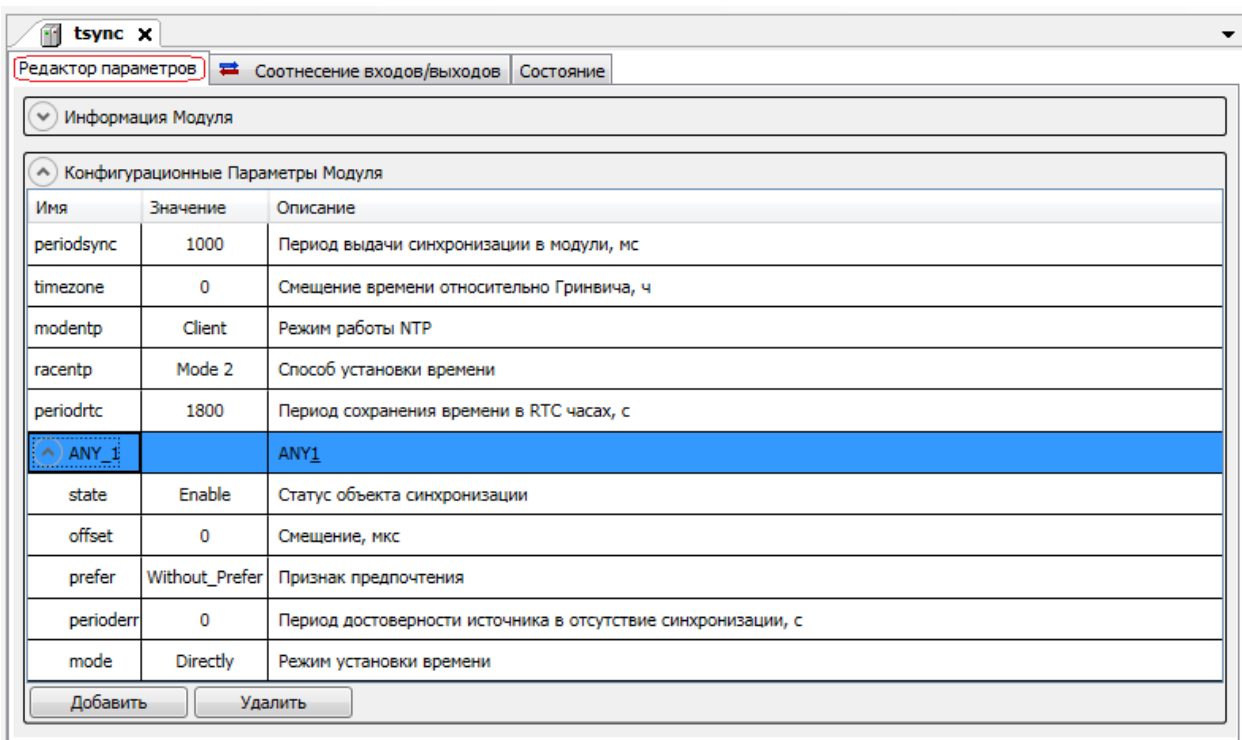 tsync
Редактор параметров Соотнесение входов/выходов Состояние
Информация Модуля
Конфигурационные Параметры Модуля
Имя Значение Описание
periodsync 1000 Период выдачи синхронизации в модули, мс
timezone 0 Смещение времени относительно Гринвича, ч
modentp Client Режим работы NTP
racentp Mode 2 Способ установки времени
periodrtc 1800 Период сохранения времени в RTC часах, с
ANY_1 ANY1
state Enable Статус объекта синхронизации
offset 0 Смещение, мкс
prefer Without_Prefer Признак предпочтения
perioderr 0 Период достоверности источника в отсутствие синхронизации, с
mode Directly Режим установки времени
Добавить Удалить